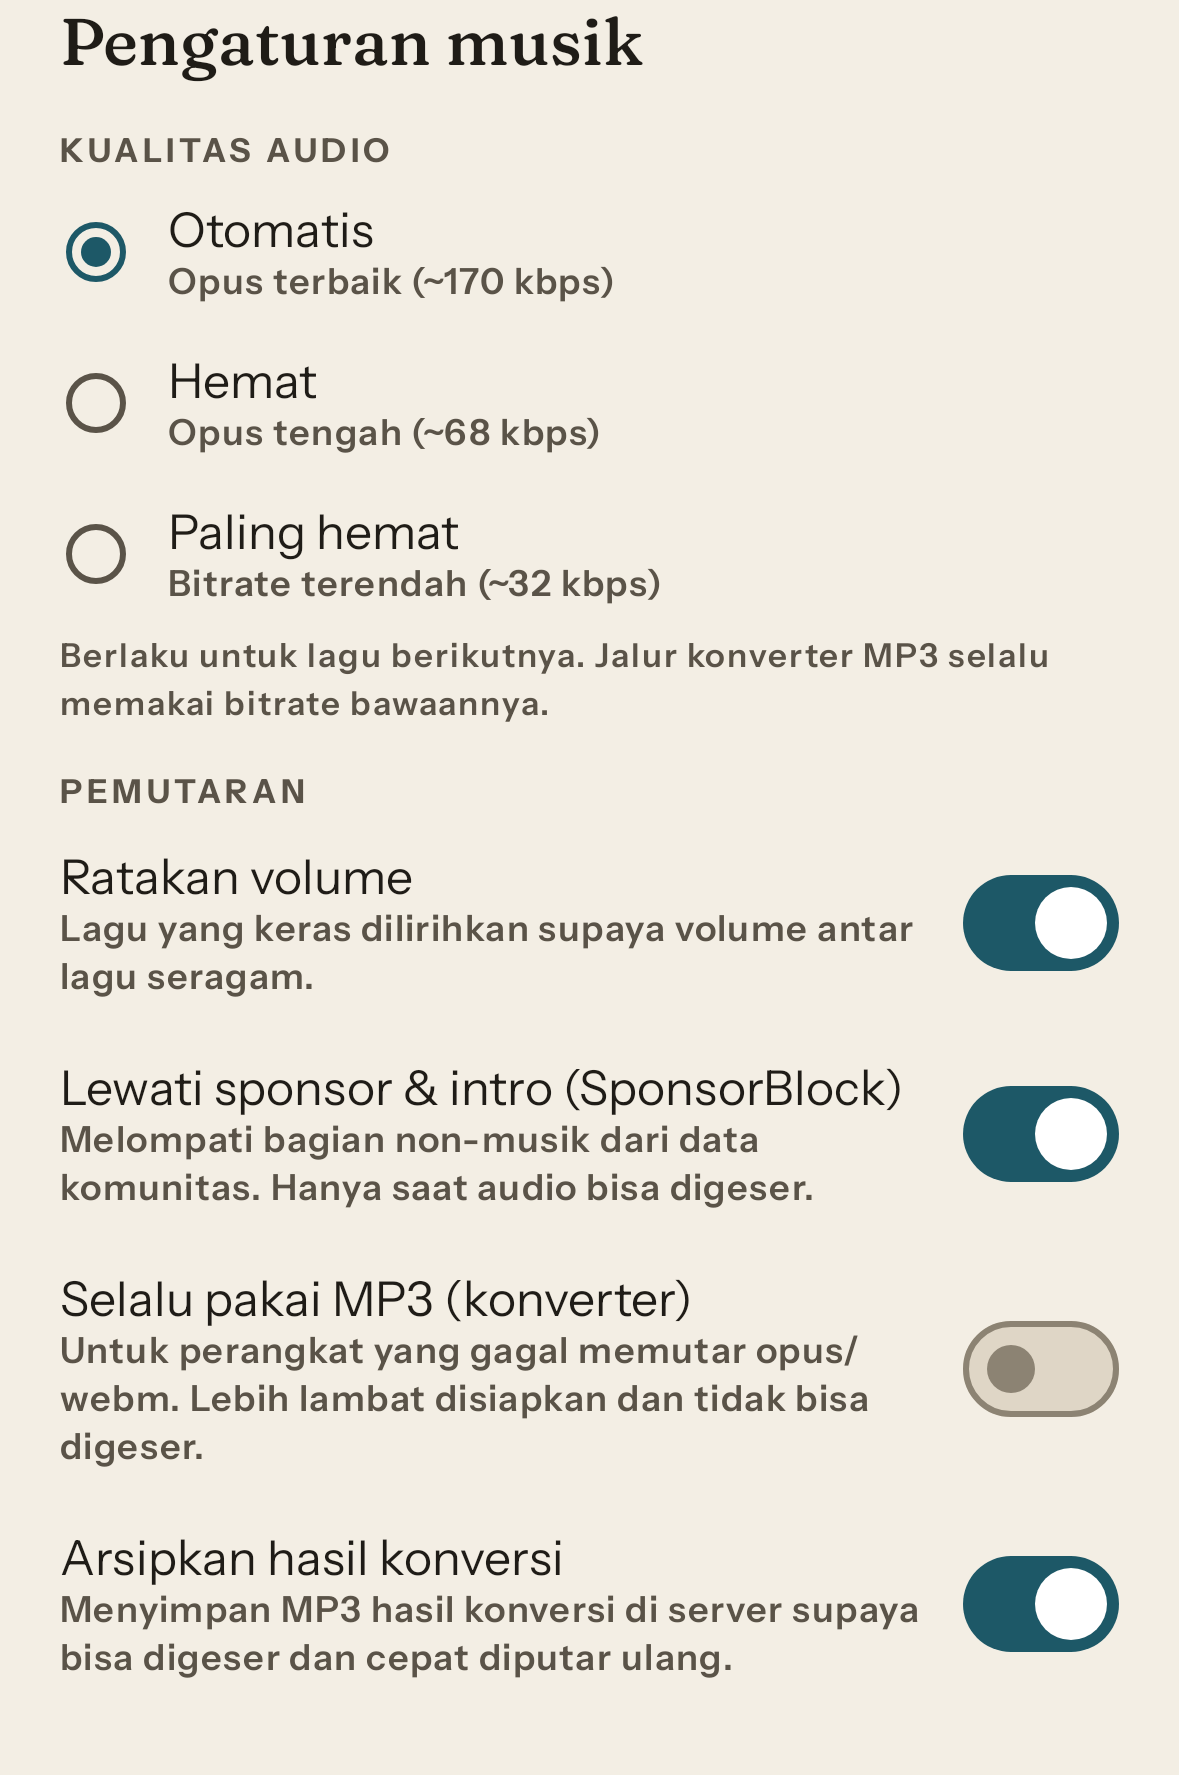 Pengaturan musik
KUALITAS AUDIO
Otomatis
Opus terbaik (~170 kbps)
Hemat
Opus tengah (~68 kbps)
Paling hemat
Bitrate terendah (~32 kbps)
Berlaku untuk lagu berikutnya. Jalur konverter MP3 selalu
memakai bitrate bawaannya.
PEMUTARAN
Ratakan volume
Lagu yang keras dilirihkan supaya volume antar
lagu seragam.
Lewati sponsor & intro (SponsorBlock)
Melompati bagian non-musik dari data
komunitas. Hanya saat audio bisa digeser.
Selalu pakai MP3 (konverter)
Untuk perangkat yang gagal memutar opus/
webm. Lebih lambat disiapkan dan tidak bisa
digeser.
Arsipkan hasil konversi
Menyimpan MP3 hasil konversi di server supaya
bisa digeser dan cepat diputar ulang.